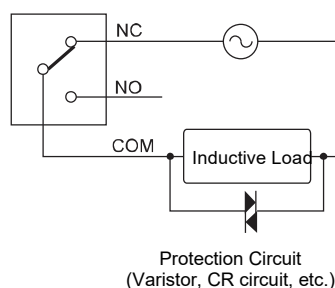 NC
NO
COM
Inductive Load
Protection Circuit
(Varistor, CR circuit, etc.)